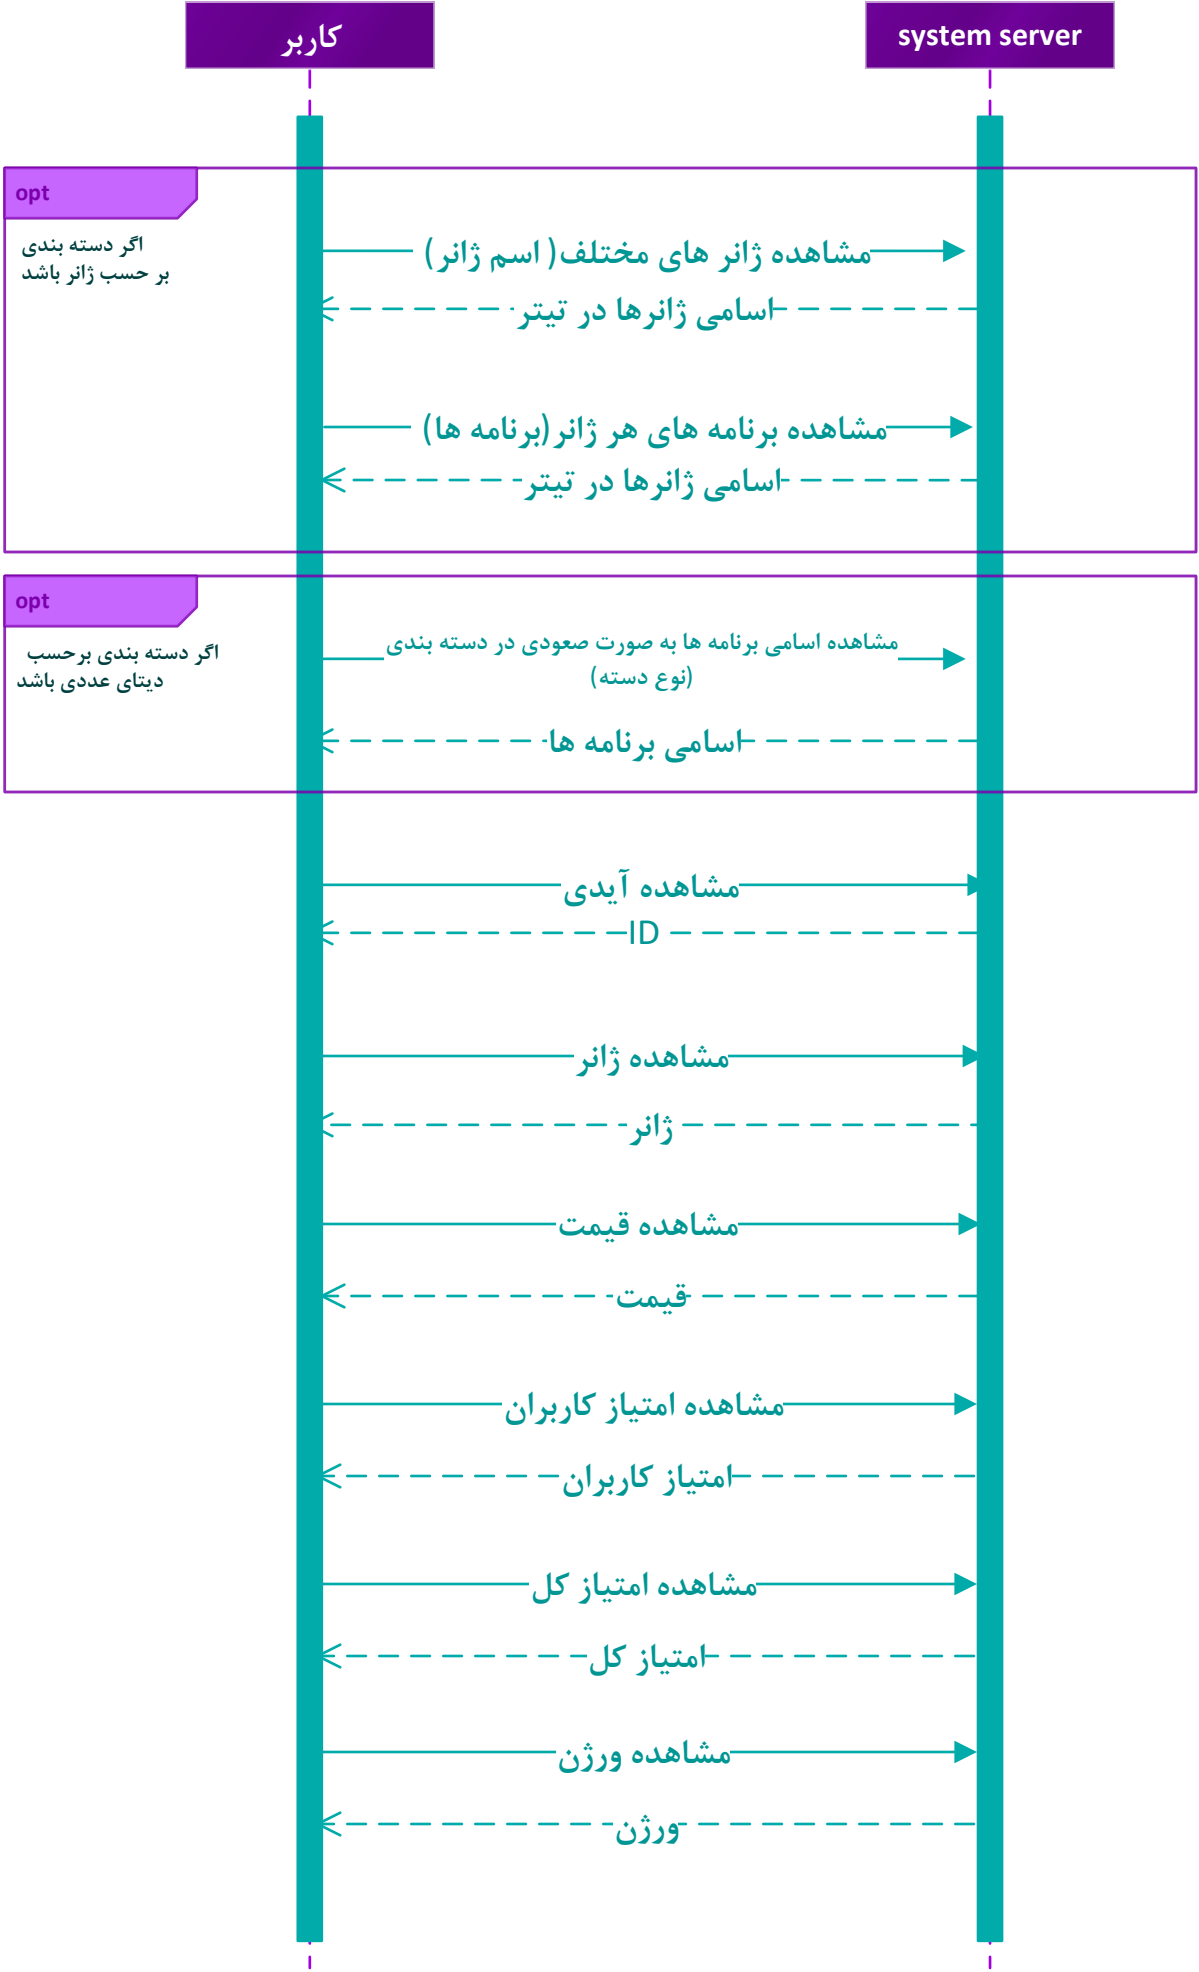 کاربر
system server
opt
اگر دسته بندی
بر حسب ژانر باشد
مشاهده ژانر های مختلف( اسم ژانر)
اسامی ژانرها در تیتر
مشاهده برنامه های هر ژانر(برنامه ها)
اسامی ژانرها در تیتر
opt
اگر دسته بندی برحسب
دیتای عددی باشد
مشاهده اسامی برنامه ها به صورت صعودی در دسته بندی
(نوع دسته)
اسامی برنامه ها
مشاهده آیدی
ID
مشاهده ژانر
ژانر
مشاهده قیمت
قیمت
مشاهده امتیاز کاربران
امتیاز کاربران
مشاهده امتیاز کل
امتیاز کل
مشاهده ورژن
ورژن